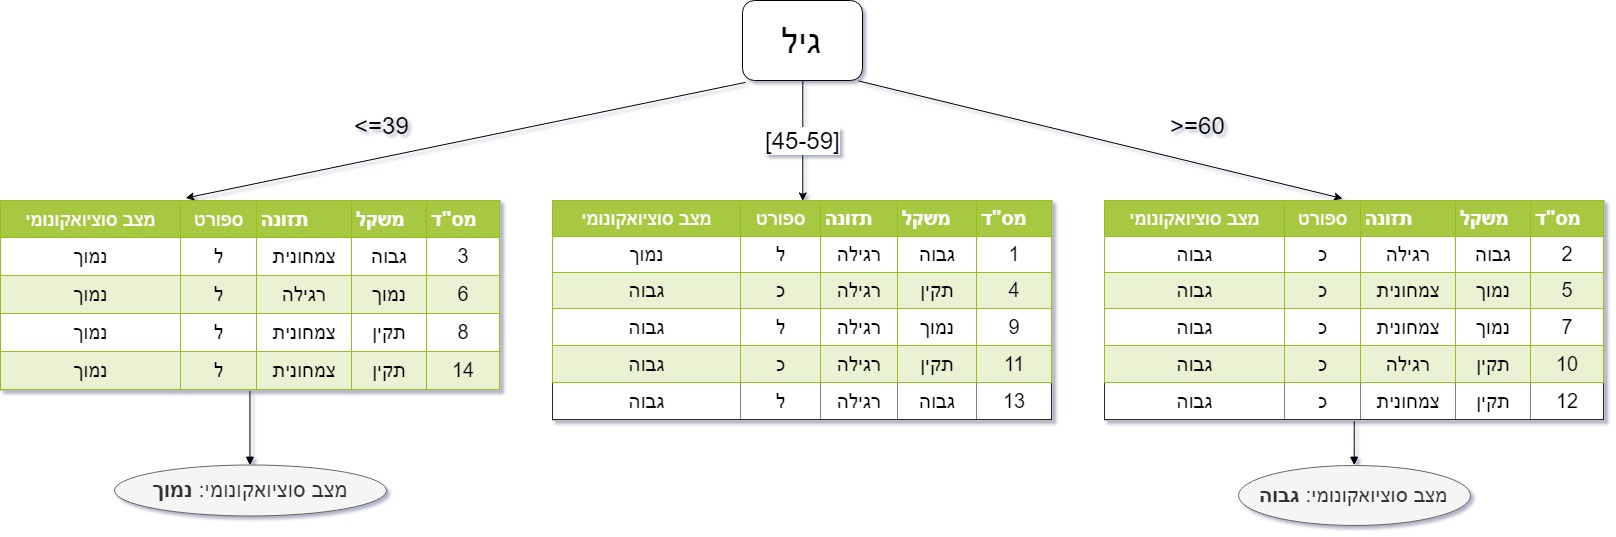 גיל
<=39
[45-59]
>=60
מס"ד משקל תזונה ספורט מצב סוציואקונומי
3 גבוה צמחונית ל נמוך
6 נמוך רגילה ל נמוך
8 תקין צמחונית ל נמוך
14 תקין צמחונית ל נמוך
מצב סוציואקונומי: נמוך
מס"ד משקל תזונה ספורט מצב סוציואקונומי
1 גבוה רגילה ל נמוך
4 תקין רגילה כ גבוה
9 נמוך רגילה ל גבוה
11 תקין רגילה כ גבוה
13 גבוה רגילה ל גבוה
מס"ד משקל תזונה ספורט מצב סוציואקונומי
2 גבוה רגילה כ גבוה
5 נמוך צמחונית כ גבוה
7 נמוך צמחונית כ גבוה
10 תקין רגילה כ גבוה
12 תקין צמחונית כ גבוה
מצב סוציואקונומי: גבוה